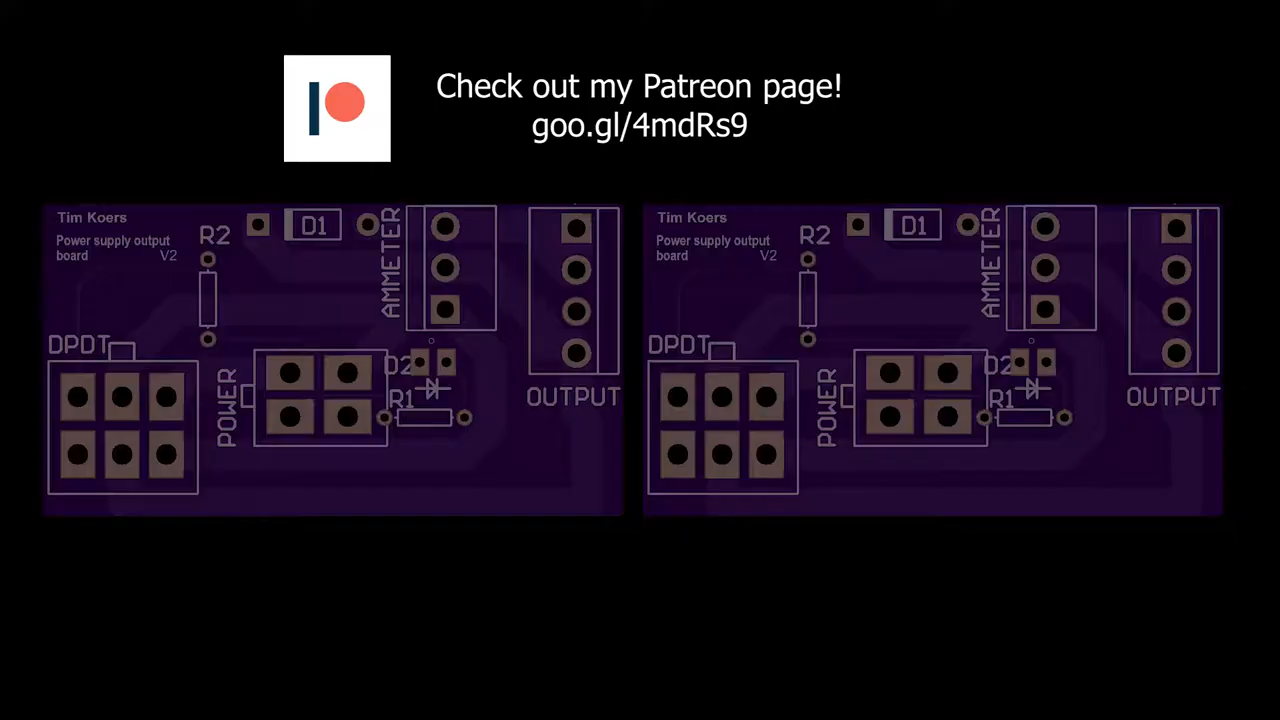 Check out my Patreon page!
goo.gl/4mdRs9
Tim Koers
Power supply output
board V2
R2
D1
AMMETER
DPDT
POWER
D2
R1
OUTPUT
Tim Koers
Power supply output
board V2
R2
D1
AMMETER
DPDT
POWER
D2
R1
OUTPUT